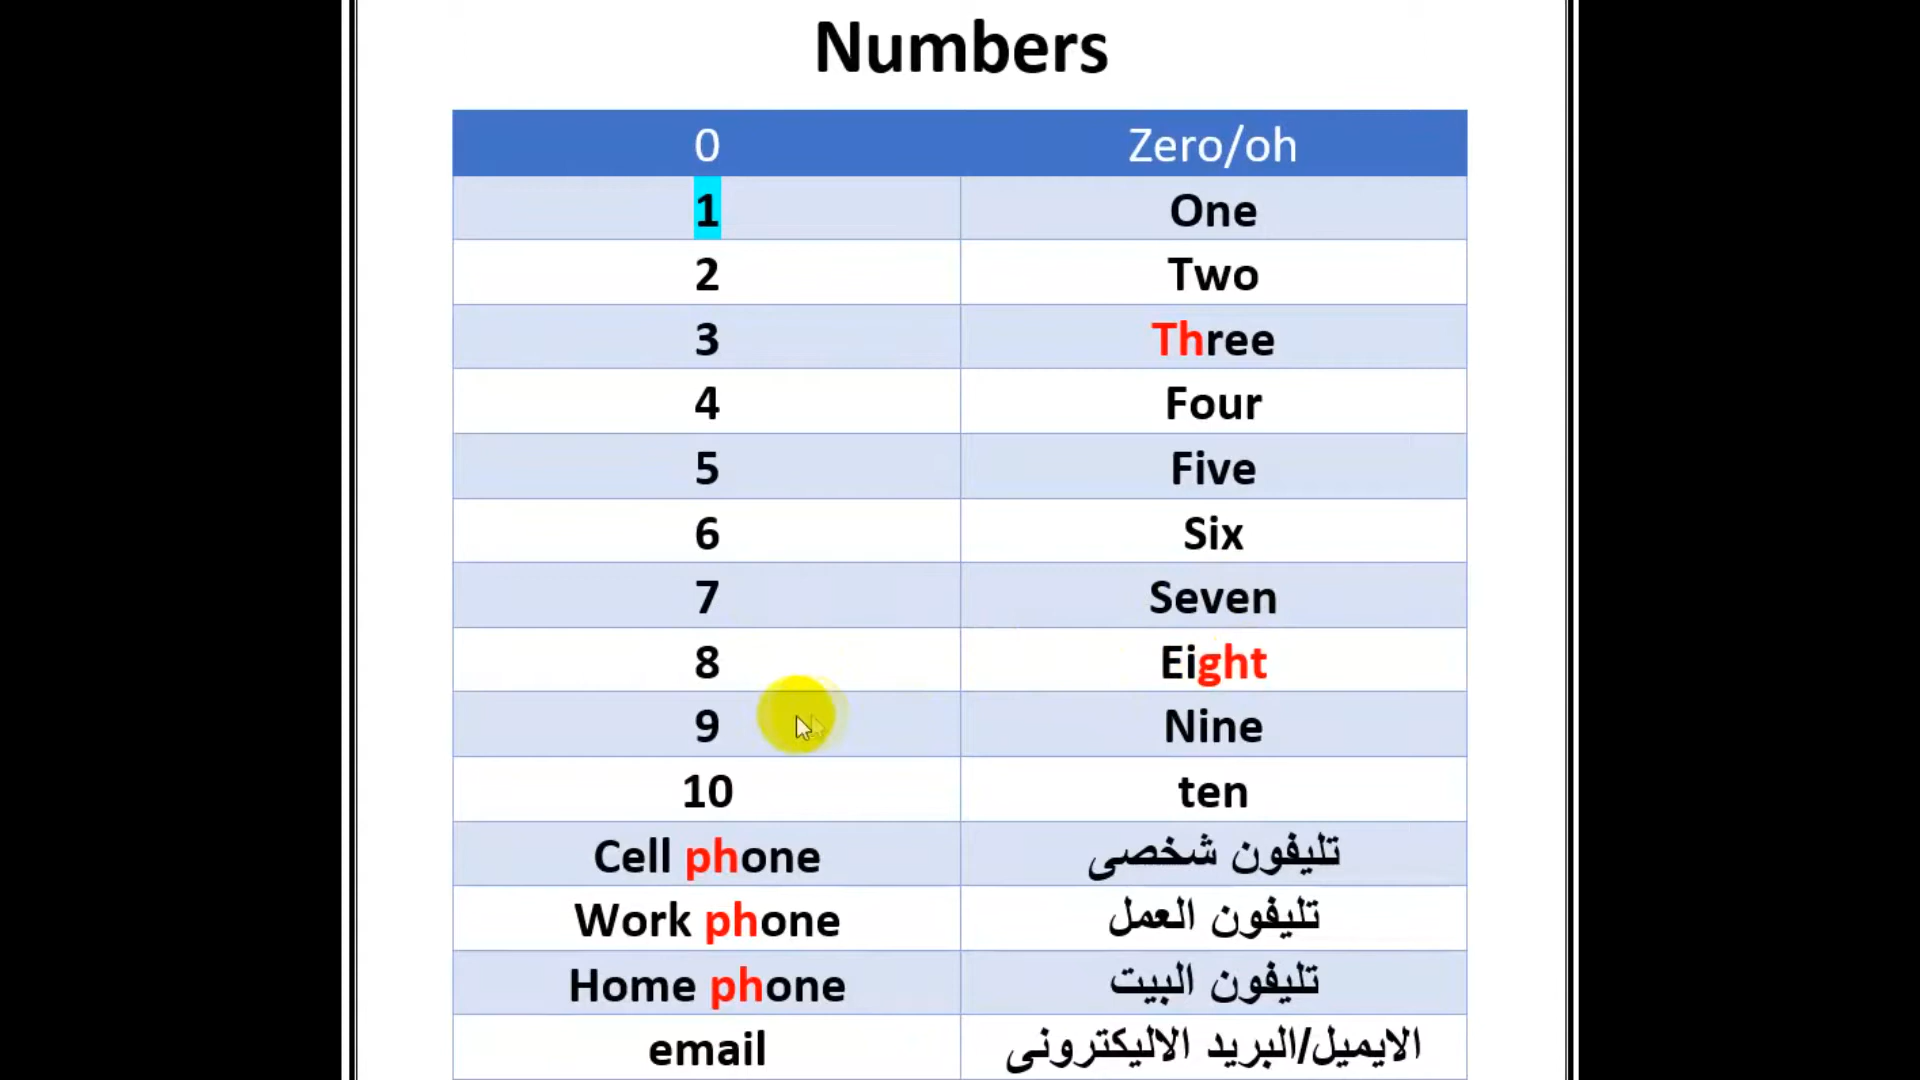 Numbers
0 Zero/oh
1 One
2 Two
3 Three
4 Four
5 Five
6 Six
7 Seven
8 Eight
9 Nine
10 ten
Cell phone تليفون شخصى
Work phone تليفون العمل
Home phone تليفون البيت
email الايميل/البريد الاليكترونى